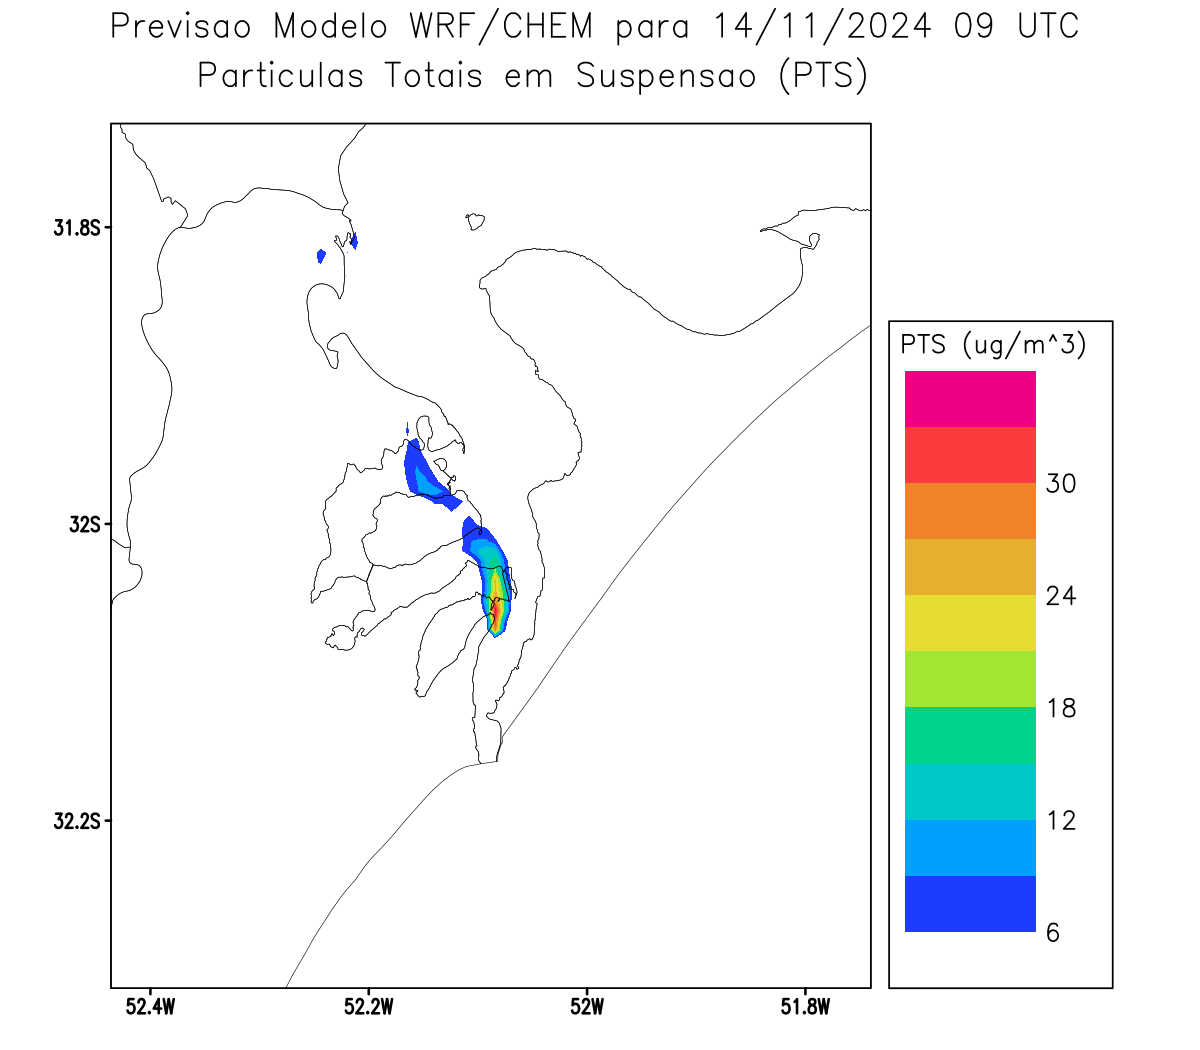 Previsao Modelo WRF/CHEM para 14/11/2024 09 UTC
Particulas Totais em Suspensao (PTS)
31.8S
32S
32.2S
52.4W
52.2W
52W
51.8W
PTS (ug/m^3)
30
24
18
12
6